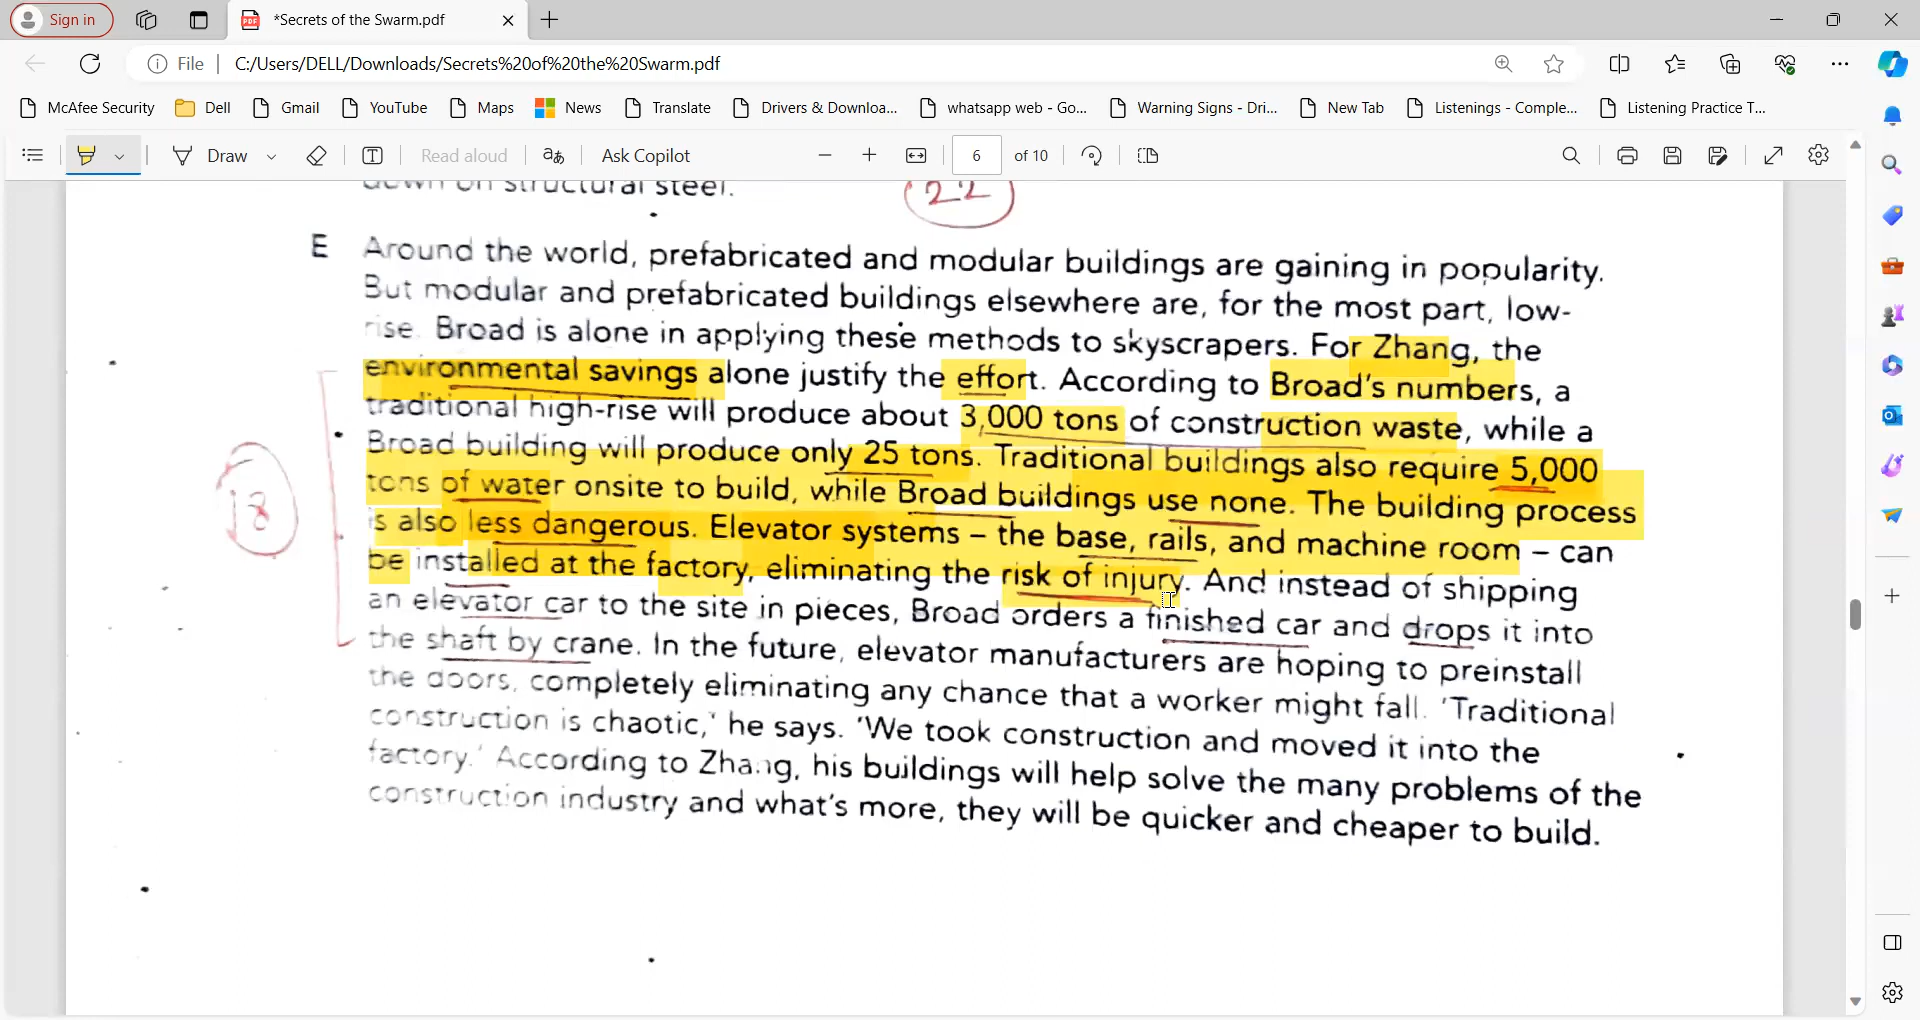 Sign in
*Secrets of the Swarm.pdf
File
C:/Users/DELL/Downloads/Secrets%20of%20the%20Swarm.pdf
McAfee Security
Dell
Gmail
YouTube
Maps
News
Translate
Drivers & Downloa...
whatsapp web - Go...
Warning Signs - Dri...
New Tab
Listenings - Comple...
Listening Practice T...
Draw
Read aloud
Ask Copilot
6
of 10
down on structural steel.
22
E Around the world, prefabricated and modular buildings are gaining in popularity.
But modular and prefabricated buildings elsewhere are, for the most part, low-
rise. Broad is alone in applying these methods to skyscrapers. For Zhang, the
environmental savings alone justify the effort. According to Broad's numbers, a
traditional high-rise will produce about 3,000 tons of construction waste, while a
Broad building will produce only 25 tons. Traditional buildings also require 5,000
tons of water onsite to build, while Broad buildings use none. The building process
is also less dangerous. Elevator systems – the base, rails, and machine room – can
be installed at the factory, eliminating the risk of injury. And instead of shipping
an elevator car to the site in pieces, Broad orders a finished car and drops it into
the shaft by crane. In the future, elevator manufacturers are hoping to preinstall
the doors, completely eliminating any chance that a worker might fall. 'Traditional
construction is chaotic,' he says. 'We took construction and moved it into the
factory.' According to Zhang, his buildings will help solve the many problems of the
construction industry and what's more, they will be quicker and cheaper to build.
18